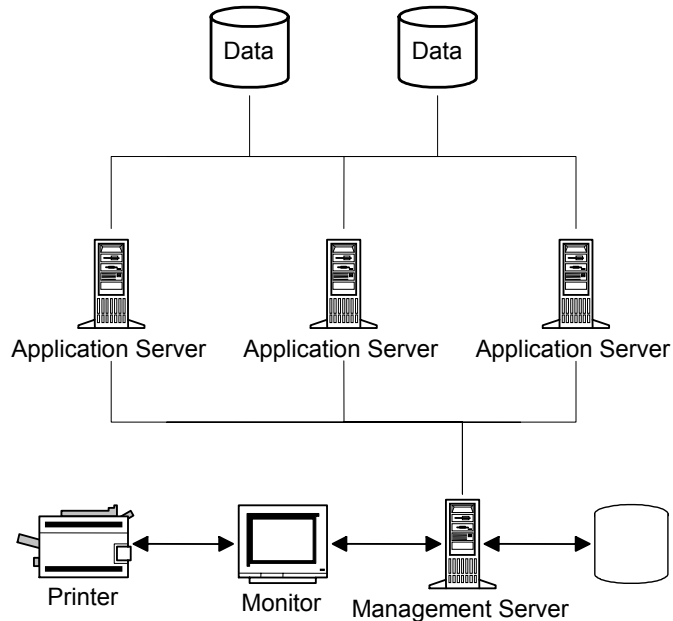 Data
Data
Application Server
Application Server
Application Server
Printer
Monitor
Management Server